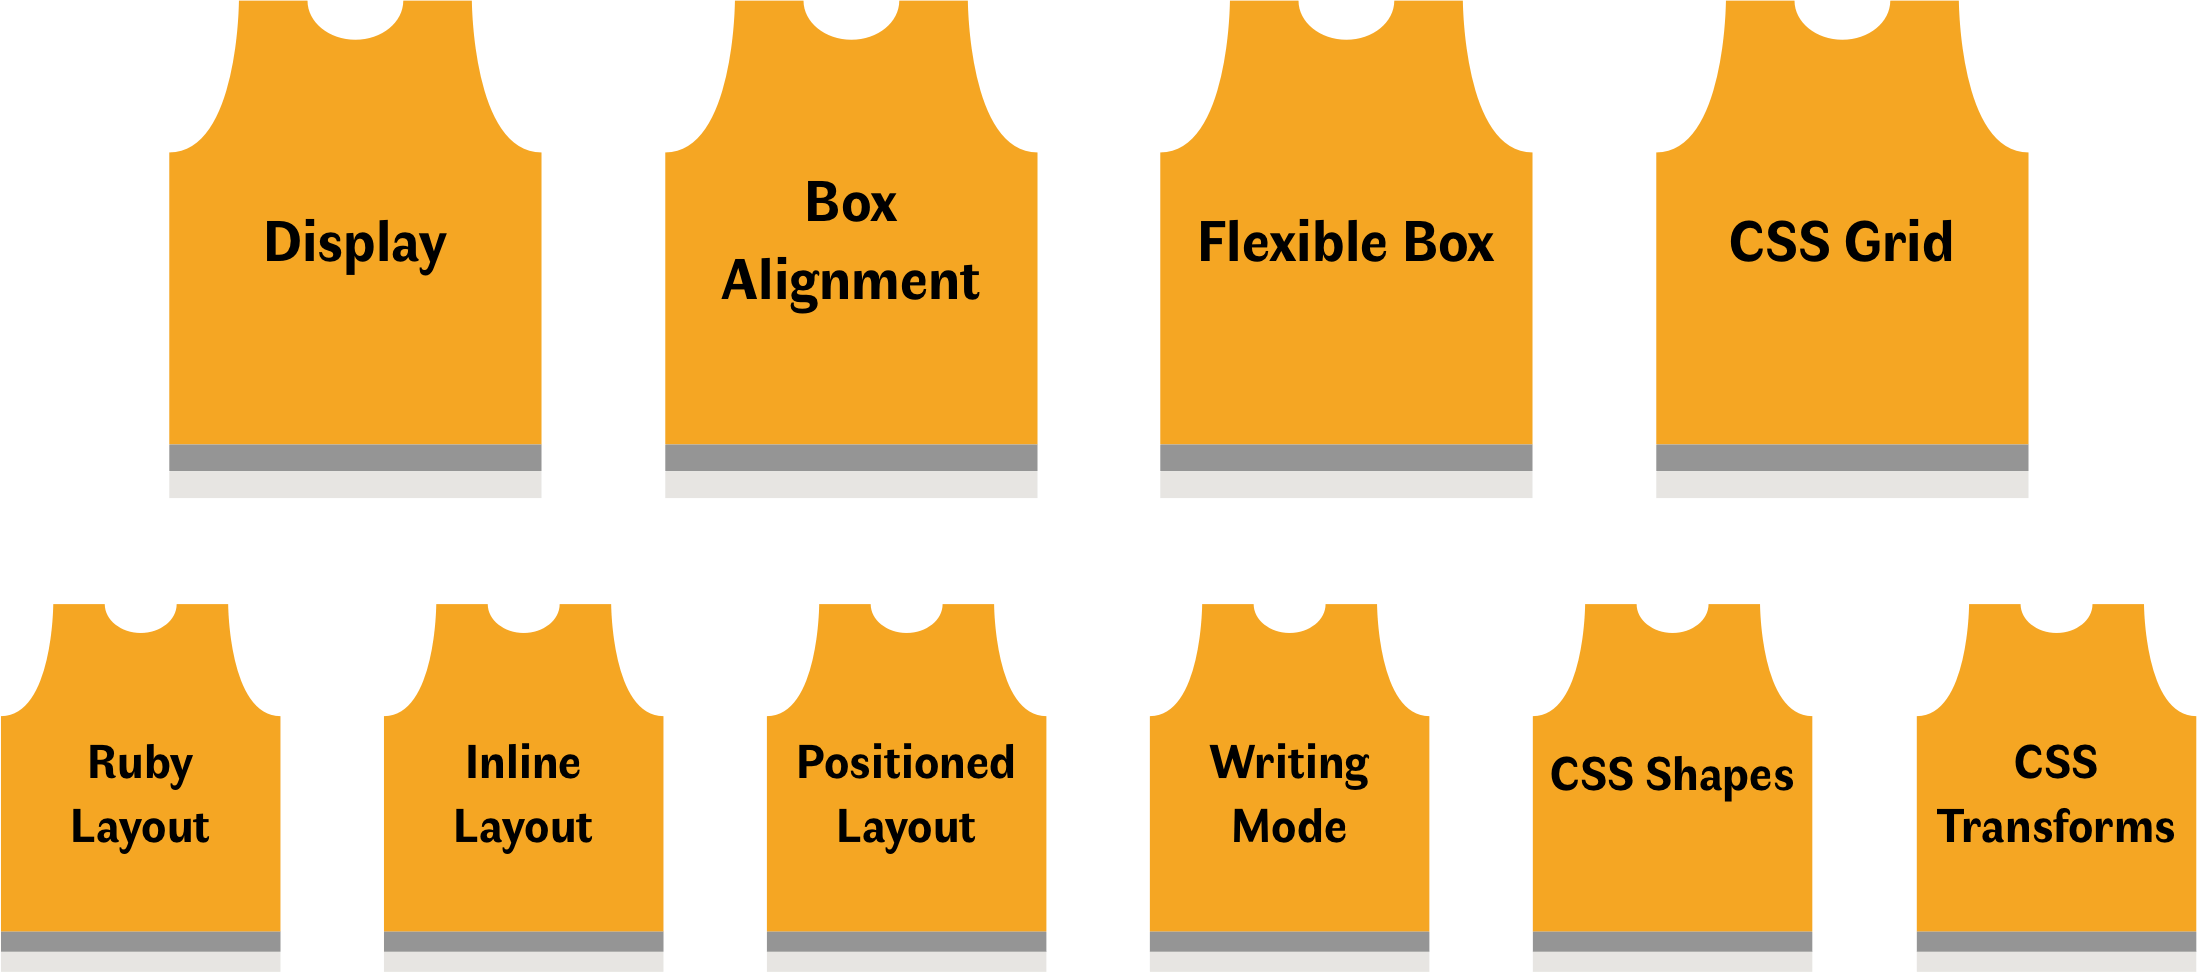 Display
Box
Alignment
Flexible Box
CSS Grid
Ruby
Layout
Inline
Layout
Positioned
Layout
Writing
Mode
CSS Shapes
CSS
Transforms